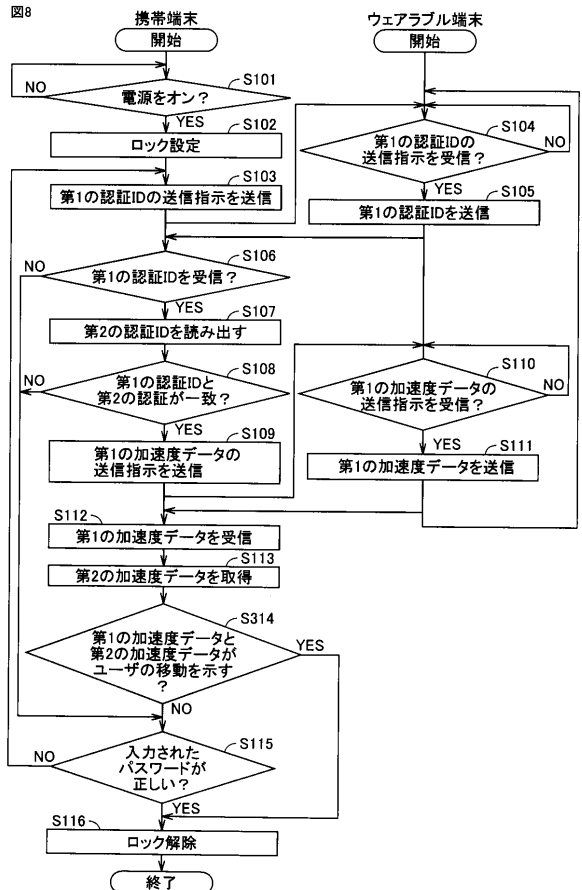 図8
携帯端末
開始
NO
S101
電源をオン?
YES
S102
ロック設定
S103
第1の認証IDの送信指示を送信
ウェアラブル端末
開始
S104
第1の認証IDの
送信指示を受信?
NO
YES
S105
第1の認証IDを送信
NO
S106
第1の認証IDを受信?
YES
S107
第2の認証IDを読み出す
NO
S108
第1の認証IDと
第2の認証が一致?
YES
S109
第1の加速度データの
送信指示を送信
S110
第1の加速度データの
送信指示を受信?
NO
YES
S111
第1の加速度データを送信
S112
第1の加速度データを受信
S113
第2の加速度データを取得
S314
第1の加速度データと
第2の加速度データが
ユーザの移動を示す
?
YES
NO
NO
S115
入力された
パスワードが
正しい?
YES
S116
ロック解除
終了